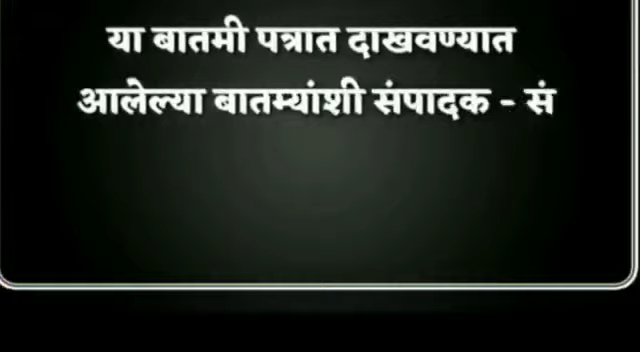 या बातमी पत्रात दाखवण्यात
आलेल्या बातम्यांशी संपादक - सं